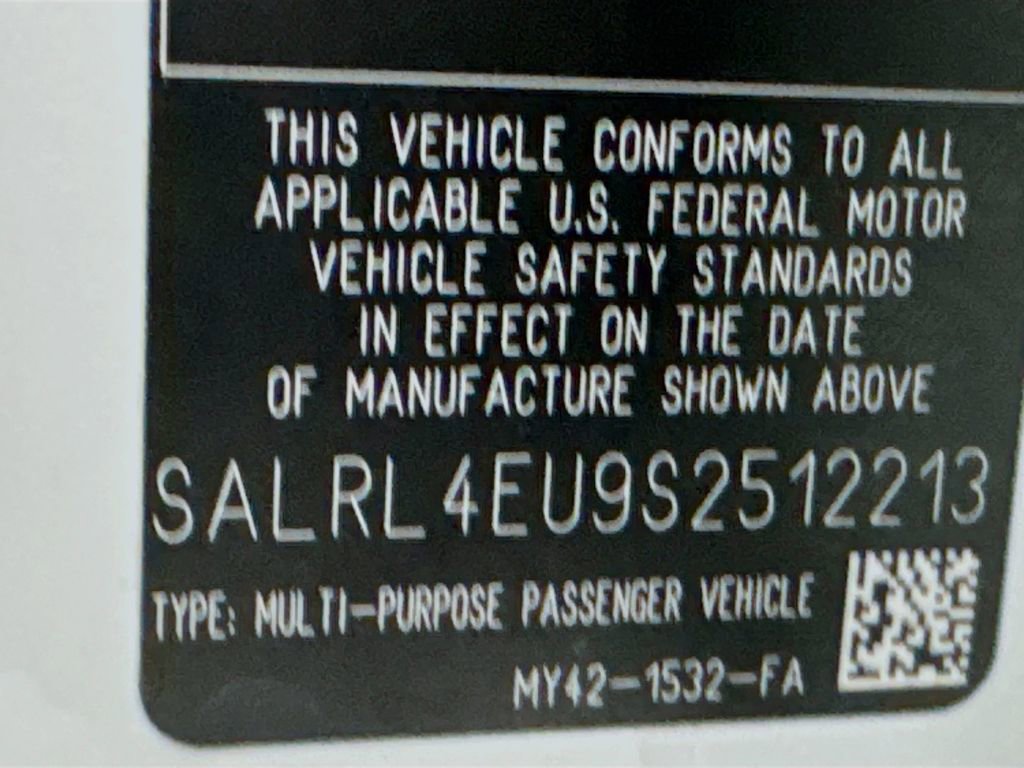 THIS VEHICLE CONFORMS TO ALL
APPLICABLE U.S. FEDERAL MOTOR
VEHICLE SAFETY STANDARDS
IN EFFECT ON THE DATE
OF MANUFACTURE SHOWN ABOVE
SALRL4EU9S2512213
TYPE: MULTI-PURPOSE PASSENGER VEHICLE
MY42-1532-FA